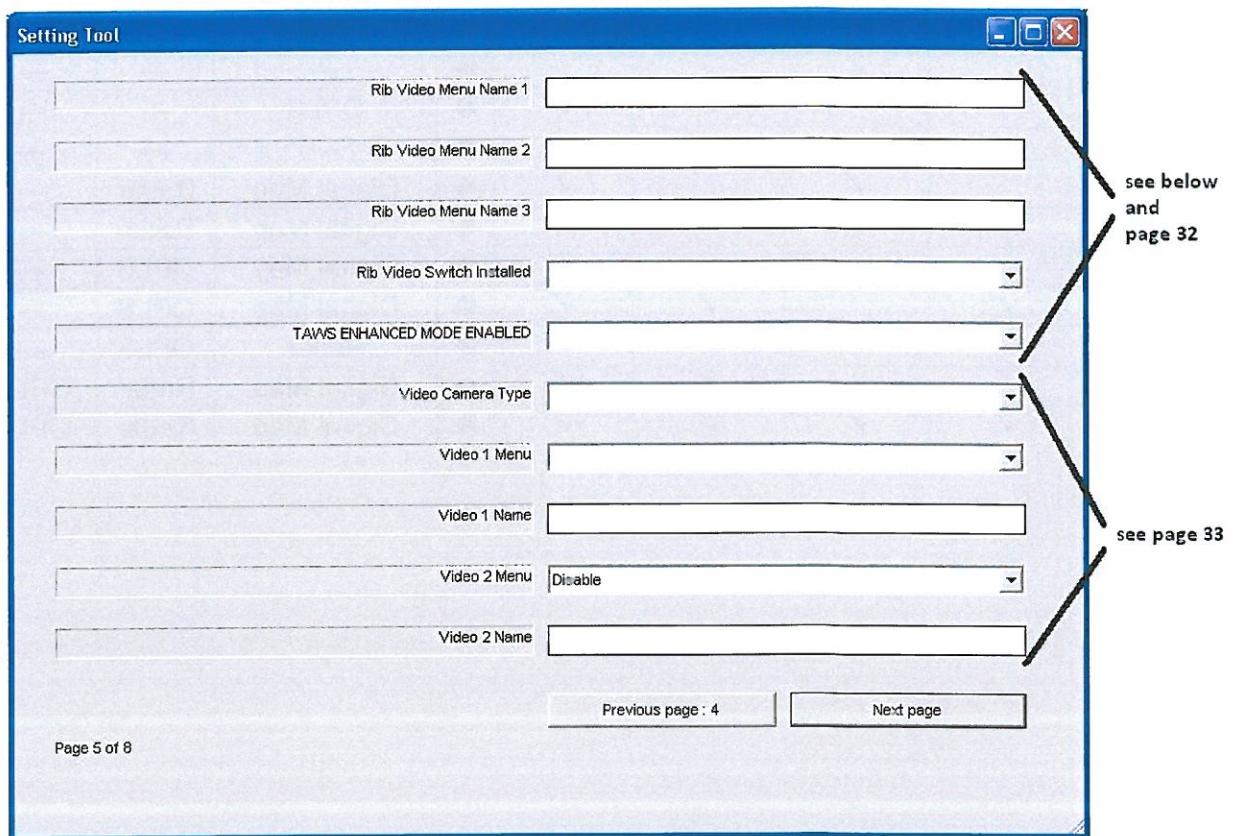 Setting Tool
Rib Video Menu Name 1
Rib Video Menu Name 2
Rib Video Menu Name 3
see below
and
page 32
Rib Video Switch Installed
TAWS ENHANCED MODE ENABLED
Video Camera Type
Video 1 Menu
Video 1 Name
see page 33
Video 2 Menu
Disable
Video 2 Name
Previous page : 4
Next page
Page 5 of 8